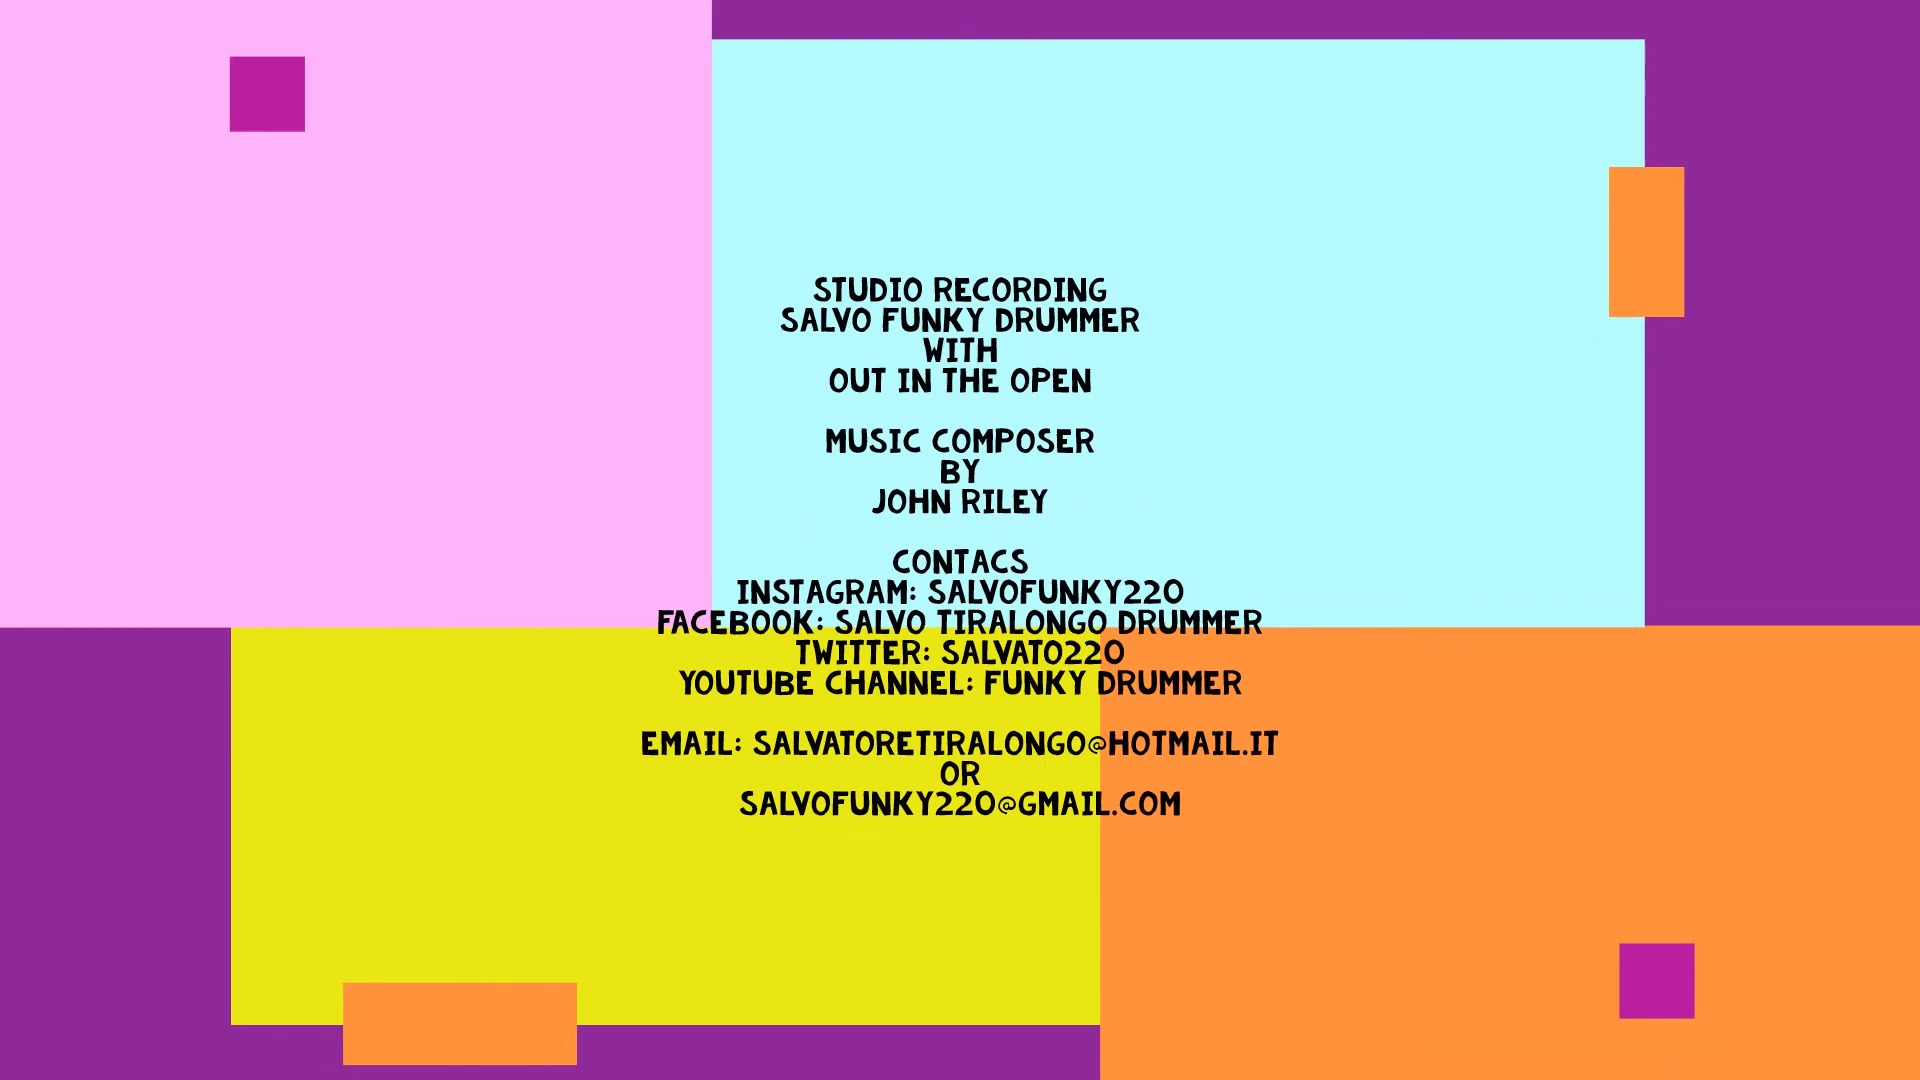 STUDIO RECORDING
SALVO FUNKY DRUMMER
WITH
OUT IN THE OPEN
MUSIC COMPOSER
BY
JOHN RILEY
CONTACS
INSTAGRAM: SALVOFUNKY220
FACEBOOK: SALVO TIRALONGO DRUMMER
TWITTER: SALVATO220
YOUTUBE CHANNEL: FUNKY DRUMMER
EMAIL: SALVATORETIRALONGO@HOTMAIL.IT
OR
SALVOFUNKY220@GMAIL.COM